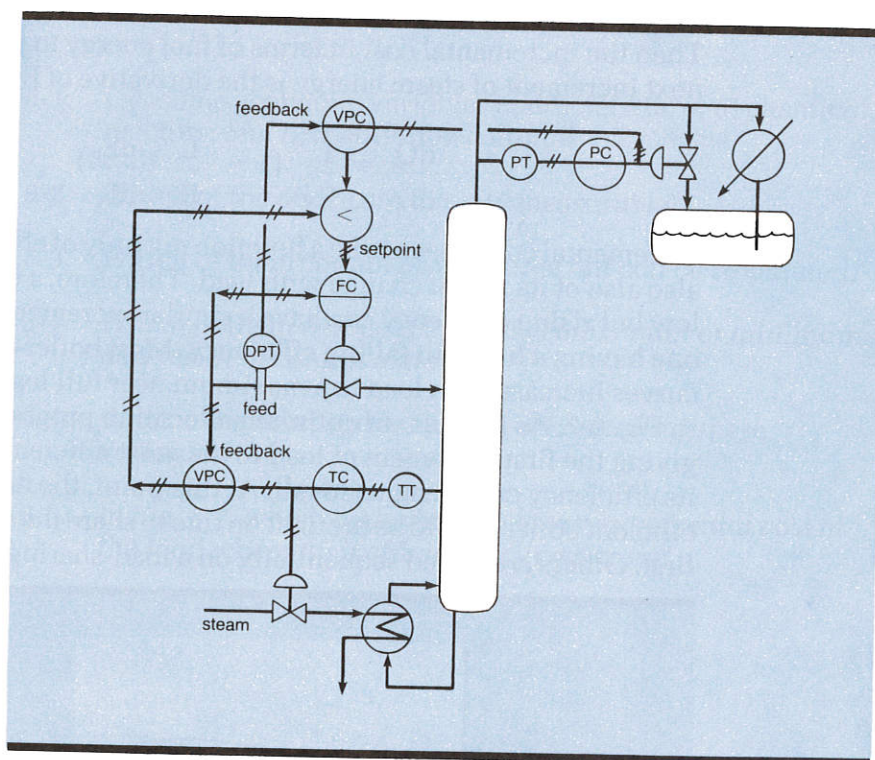 feedback
VPC
PT
PC
<
setpoint
FC
DPT
feed
feedback
VPC
TC
TT
steam